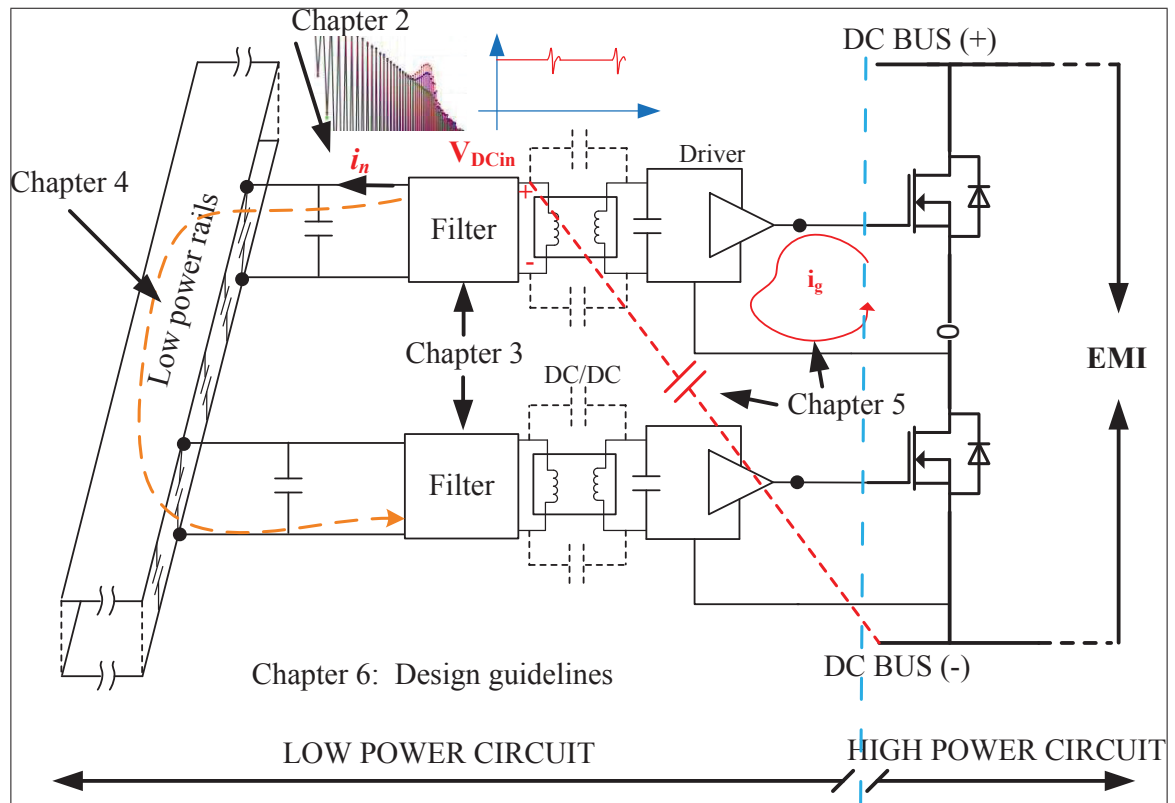 Chapter 2
DC BUS (+)
i_n
V_DCin
Driver
Chapter 4
Low power rails
+
-
Filter
i_g
Chapter 3
EMI
DC/DC
Chapter 5
Filter
DC BUS (-)
Chapter 6: Design guidelines
LOW POWER CIRCUIT
HIGH POWER CIRCUIT